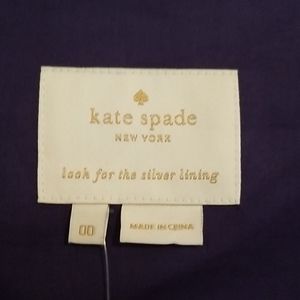 kate spade
NEW YORK
look for the silver lining
00
MADE IN CHINA